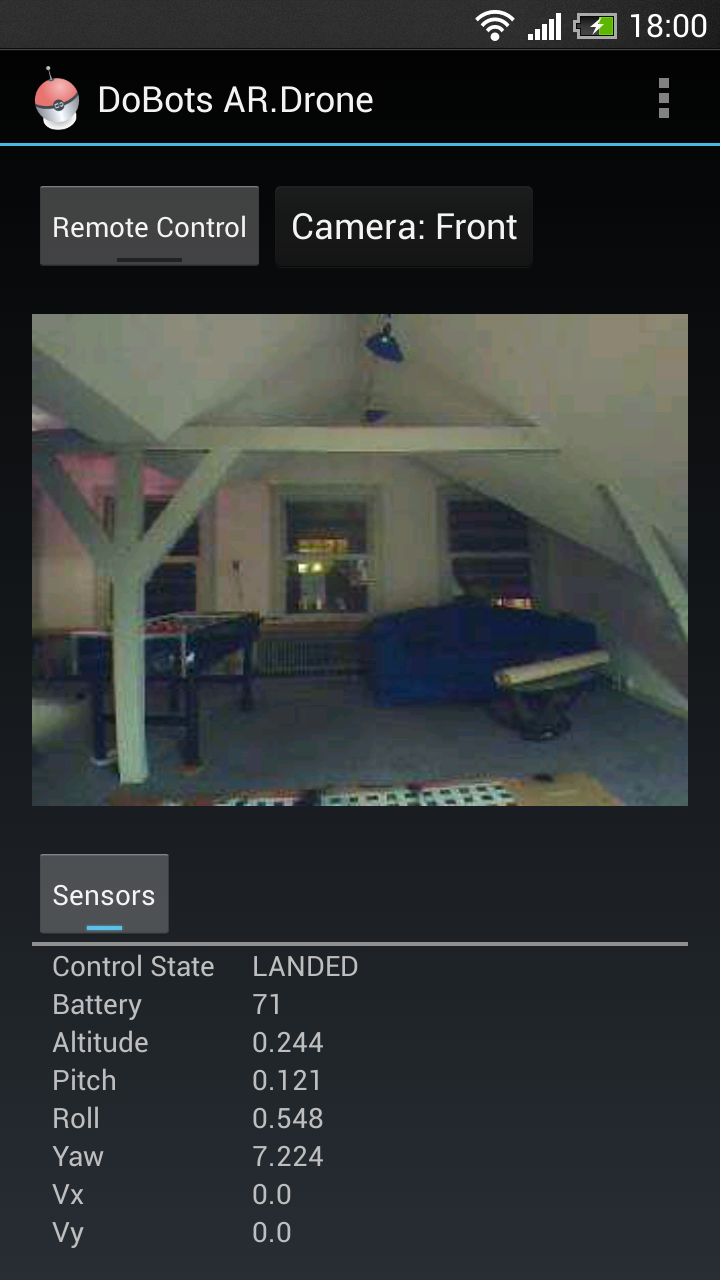 18:00
DoBots AR.Drone
Remote Control
Camera: Front
Sensors
Control State LANDED
Battery 71
Altitude 0.244
Pitch 0.121
Roll 0.548
Yaw 7.224
Vx 0.0
Vy 0.0